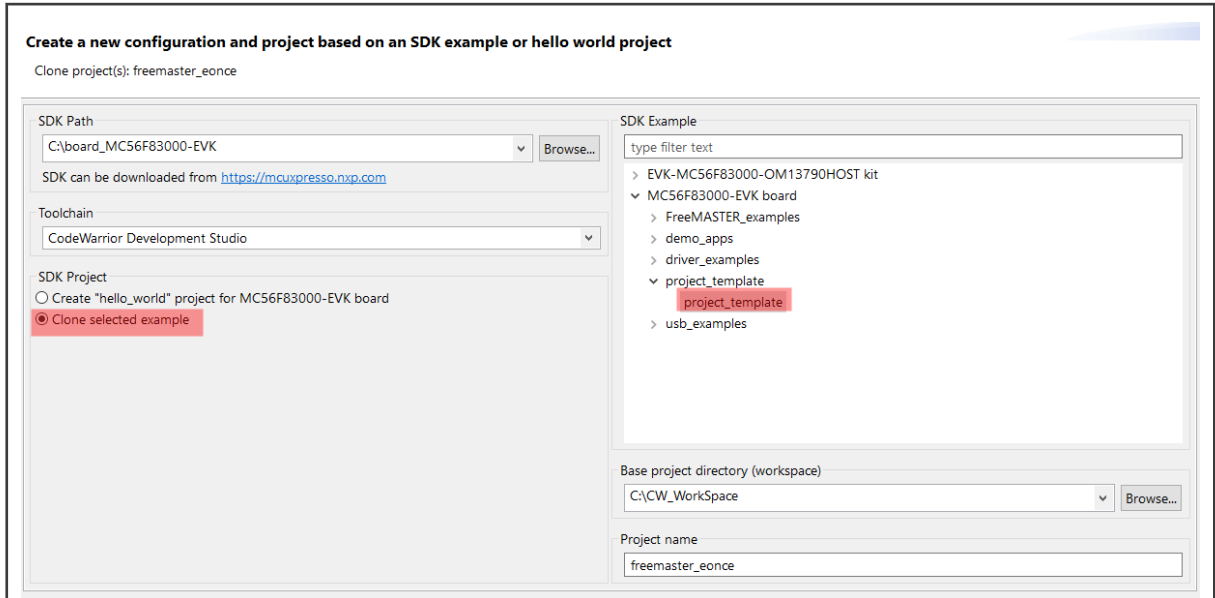 Create a new configuration and project based on an SDK example or hello world project
Clone project(s): freemaster_eonce
SDK Path
C:\board_MC56F83000-EVK
Browse...
SDK can be downloaded from https://mcuxpresso.nxp.com
Toolchain
CodeWarrior Development Studio
SDK Project
Create "hello_world" project for MC56F83000-EVK board
Clone selected example
SDK Example
type filter text
EVK-MC56F83000-OM13790HOST kit
MC56F83000-EVK board
FreeMASTER_examples
demo_apps
driver_examples
project_template
project_template
usb_examples
Base project directory (workspace)
C:\CW_WorkSpace
Browse...
Project name
freemaster_eonce